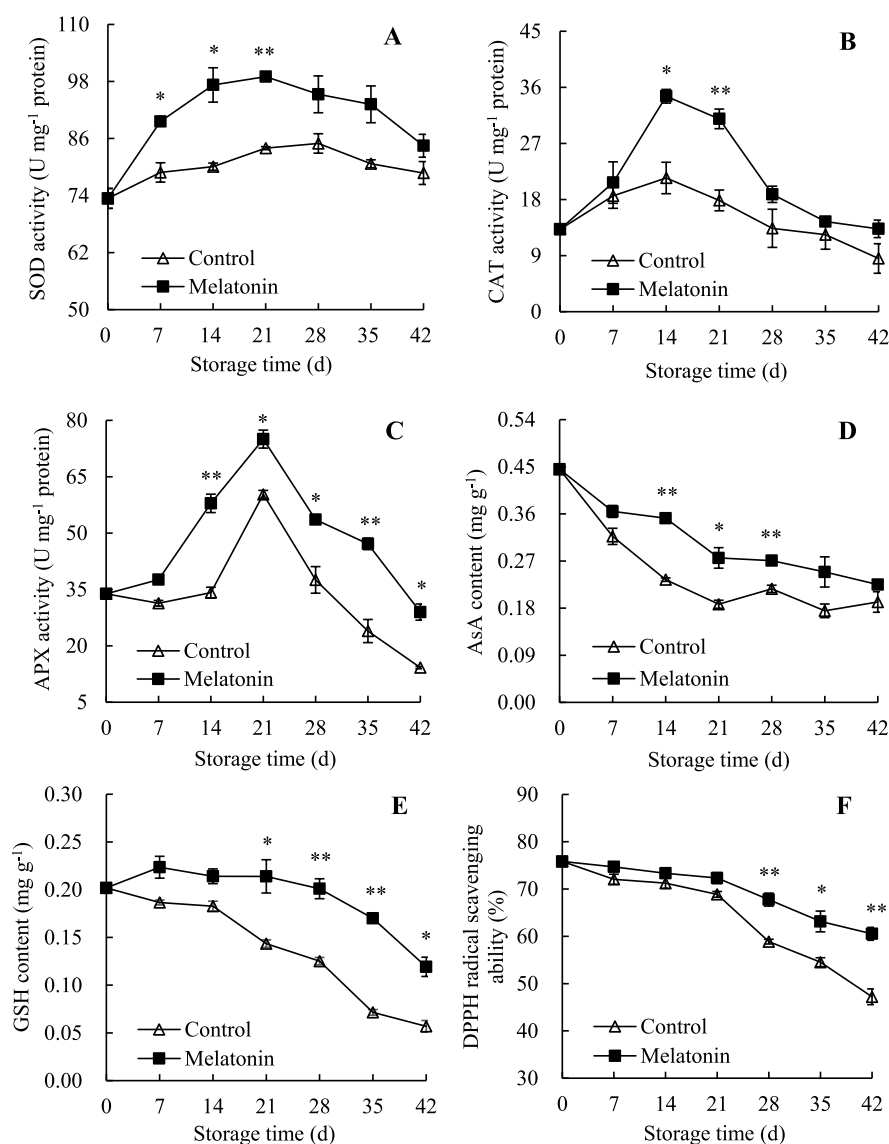 A
SOD activity (U mg⁻¹ protein)
110
98
86
74
62
50
* * **
Control
Melatonin
0 7 14 21 28 35 42
Storage time (d)
B
CAT activity (U mg⁻¹ protein)
45
36
27
18
9
0
* **
Control
Melatonin
0 7 14 21 28 35 42
Storage time (d)
C
APX activity (U mg⁻¹ protein)
80
65
50
35
20
5
** * * ** *
Control
Melatonin
0 7 14 21 28 35 42
Storage time (d)
D
AsA content (mg g⁻¹)
0.54
0.45
0.36
0.27
0.18
0.09
0.00
** * **
Control
Melatonin
0 7 14 21 28 35 42
Storage time (d)
E
GSH content (mg g⁻¹)
0.30
0.25
0.20
0.15
0.10
0.05
0.00
* ** ** *
Control
Melatonin
0 7 14 21 28 35 42
Storage time (d)
F
DPPH radical scavenging
ability (%)
90
80
70
60
50
40
30
** * **
Control
Melatonin
0 7 14 21 28 35 42
Storage time (d)